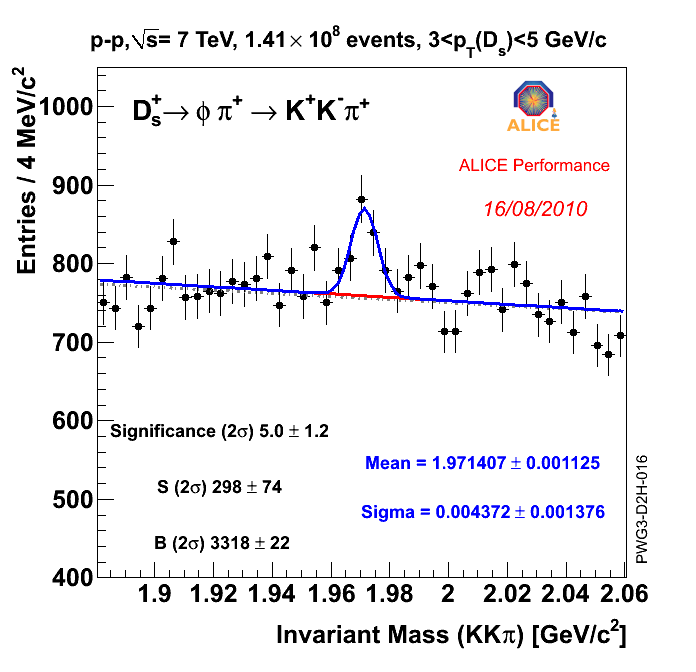 p-p,√s= 7 TeV, 1.41× 10⁸ events, 3<p_T(D_s)<5 GeV/c
Entries / 4 MeV/c²
1000
900
800
700
600
500
400
D_s⁺→ ϕ π⁺ → K⁺K⁻π⁺
ALICE
ALICE Performance
16/08/2010
Significance (2σ) 5.0 ± 1.2
S (2σ) 298 ± 74
B (2σ) 3318 ± 22
Mean = 1.971407 ± 0.001125
Sigma = 0.004372 ± 0.001376
PWG3-D2H-016
1.9 1.92 1.94 1.96 1.98 2 2.02 2.04 2.06
Invariant Mass (KKπ) [GeV/c²]